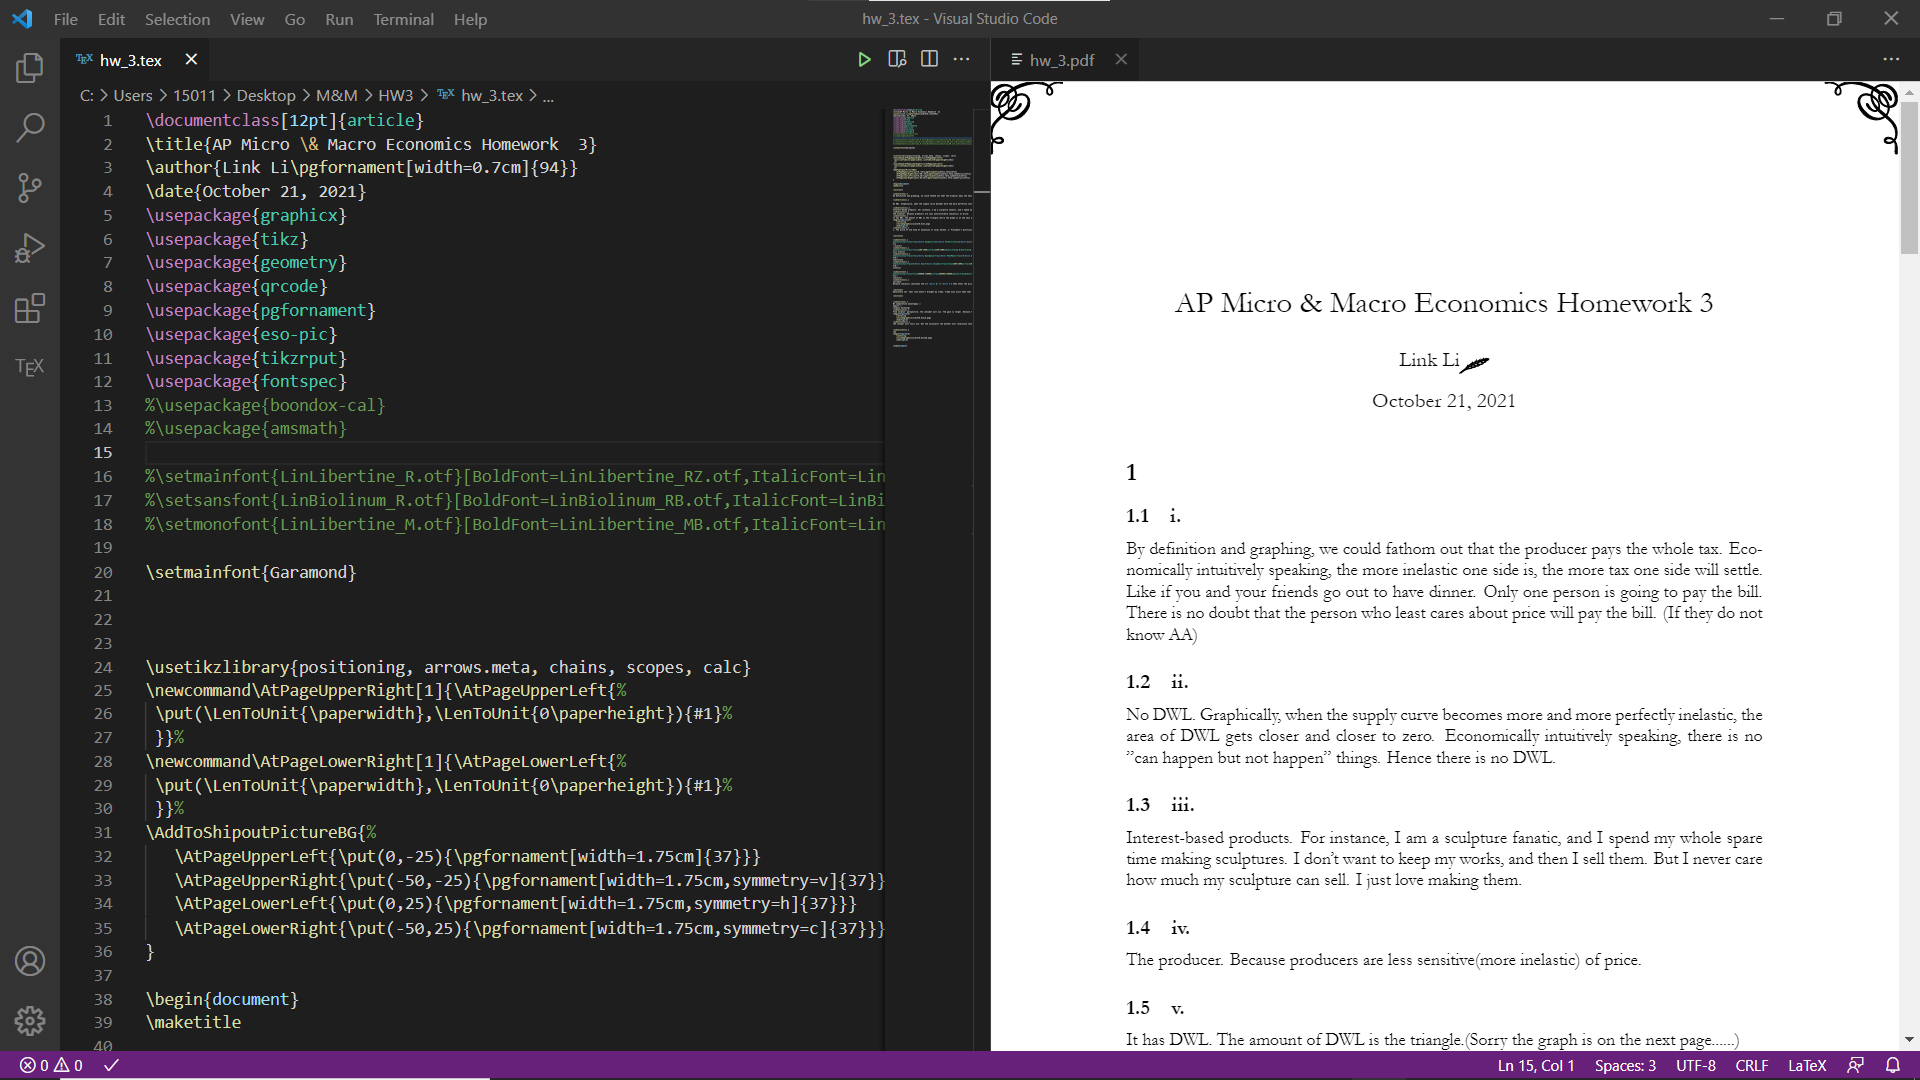 File Edit Selection View Go Run Terminal Help
hw_3.tex - Visual Studio Code
TEX hw_3.tex
hw_3.pdf
C: > Users > 15011 > Desktop > M&M > HW3 > TEX hw_3.tex > ...
1 \documentclass[12pt]{article}
2 \title{AP Micro \& Macro Economics Homework  3}
3 \author{Link Li\pgfornament[width=0.7cm]{94}}
4 \date{October 21, 2021}
5 \usepackage{graphicx}
6 \usepackage{tikz}
7 \usepackage{geometry}
8 \usepackage{qrcode}
9 \usepackage{pgfornament}
10 \usepackage{eso-pic}
11 \usepackage{tikzrput}
12 \usepackage{fontspec}
13 %\usepackage{boondox-cal}
14 %\usepackage{amsmath}
15
16 %\setmainfont{LinLibertine_R.otf}[BoldFont=LinLibertine_RZ.otf,ItalicFont=Lin
17 %\setsansfont{LinBiolinum_R.otf}[BoldFont=LinBiolinum_RB.otf,ItalicFont=LinBi
18 %\setmonofont{LinLibertine_M.otf}[BoldFont=LinLibertine_MB.otf,ItalicFont=Lin
19
20 \setmainfont{Garamond}
21
22
23
24 \usetikzlibrary{positioning, arrows.meta, chains, scopes, calc}
25 \newcommand\AtPageUpperRight[1]{\AtPageUpperLeft{%
26 \put(\LenToUnit{\paperwidth},\LenToUnit{0\paperheight}){#1}%
27 }}%
28 \newcommand\AtPageLowerRight[1]{\AtPageLowerLeft{%
29 \put(\LenToUnit{\paperwidth},\LenToUnit{0\paperheight}){#1}%
30 }}%
31 \AddToShipoutPictureBG{%
32 \AtPageUpperLeft{\put(0,-25){\pgfornament[width=1.75cm]{37}}}
33 \AtPageUpperRight{\put(-50,-25){\pgfornament[width=1.75cm,symmetry=v]{37}}
34 \AtPageLowerLeft{\put(0,25){\pgfornament[width=1.75cm,symmetry=h]{37}}}
35 \AtPageLowerRight{\put(-50,25){\pgfornament[width=1.75cm,symmetry=c]{37}}}
36 }
37
38 \begin{document}
39 \maketitle
40
TEX
AP Micro & Macro Economics Homework 3
Link Li
October 21, 2021
1
1.1 i.
By definition and graphing, we could fathom out that the producer pays the whole tax. Eco-
nomically intuitively speaking, the more inelastic one side is, the more tax one side will settle.
Like if you and your friends go out to have dinner. Only one person is going to pay the bill.
There is no doubt that the person who least cares about price will pay the bill. (If they do not
know AA)
1.2 ii.
No DWL. Graphically, when the supply curve becomes more and more perfectly inelastic, the
area of DWL gets closer and closer to zero. Economically intuitively speaking, there is no
”can happen but not happen” things. Hence there is no DWL.
1.3 iii.
Interest-based products. For instance, I am a sculpture fanatic, and I spend my whole spare
time making sculptures. I don’t want to keep my works, and then I sell them. But I never care
how much my sculpture can sell. I just love making them.
1.4 iv.
The producer. Because producers are less sensitive(more inelastic) of price.
1.5 v.
It has DWL. The amount of DWL is the triangle.(Sorry the graph is on the next page......)
0 0
Ln 15, Col 1 Spaces: 3 UTF-8 CRLF LaTeX